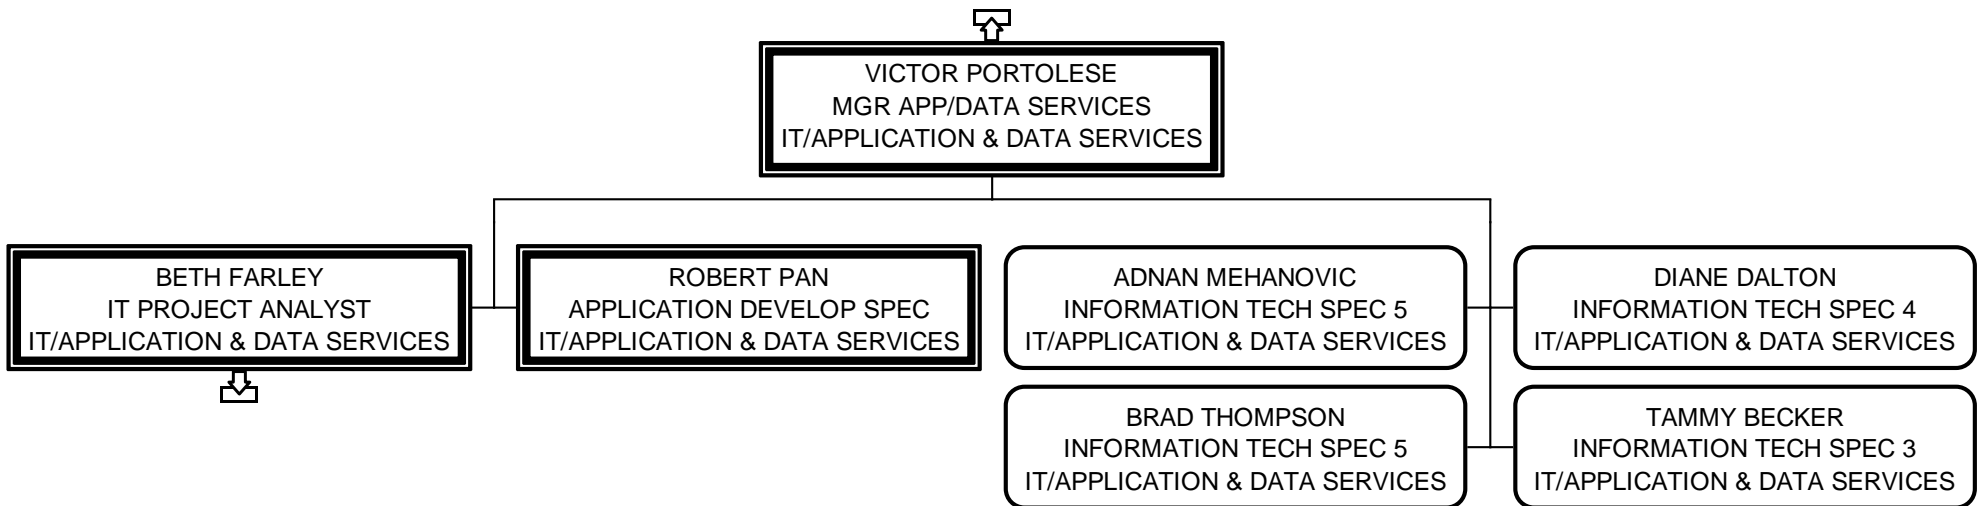 VICTOR PORTOLESE
MGR APP/DATA SERVICES
IT/APPLICATION & DATA SERVICES
BETH FARLEY
IT PROJECT ANALYST
IT/APPLICATION & DATA SERVICES
ROBERT PAN
APPLICATION DEVELOP SPEC
IT/APPLICATION & DATA SERVICES
ADNAN MEHANOVIC
INFORMATION TECH SPEC 5
IT/APPLICATION & DATA SERVICES
DIANE DALTON
INFORMATION TECH SPEC 4
IT/APPLICATION & DATA SERVICES
BRAD THOMPSON
INFORMATION TECH SPEC 5
IT/APPLICATION & DATA SERVICES
TAMMY BECKER
INFORMATION TECH SPEC 3
IT/APPLICATION & DATA SERVICES